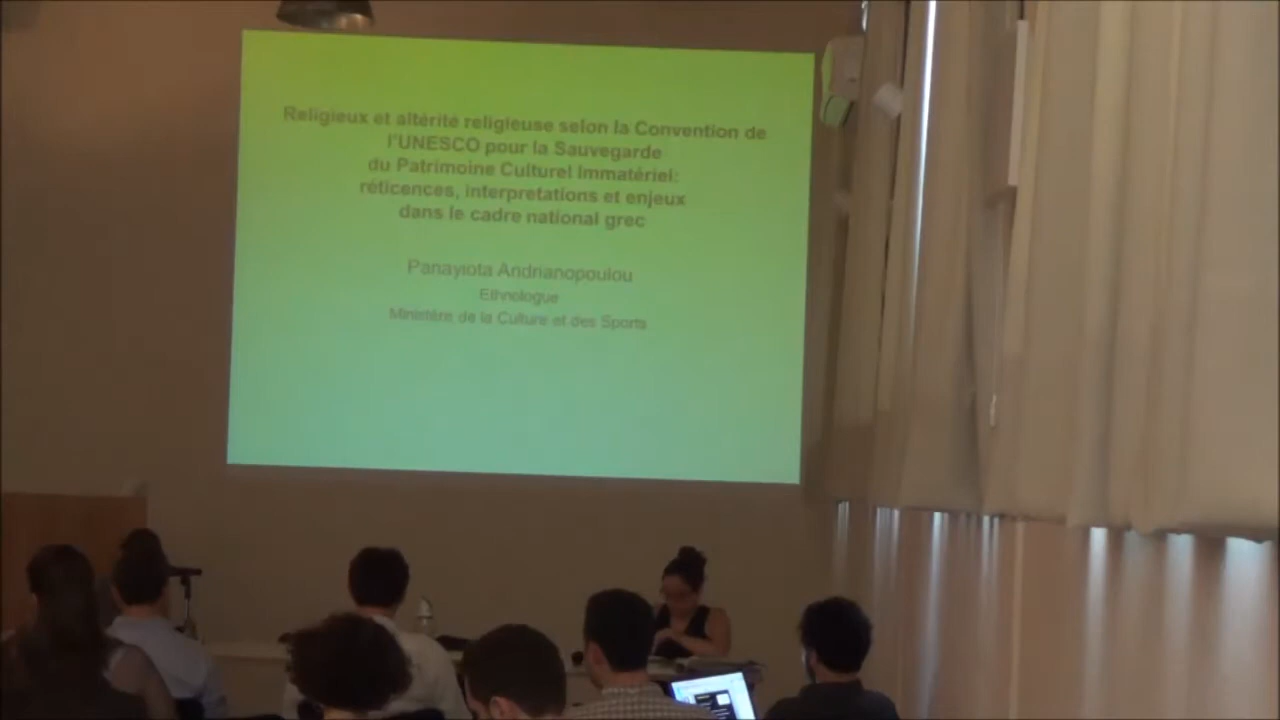 Religieux et altérité religieuse selon la Convention de
l'UNESCO pour la Sauvegarde
du Patrimoine Culturel Immatériel:
réticences, interpretations et enjeux
dans le cadre national grec
Panayiota Andrianopoulou
Ethnologue
Ministère de la Culture et des Sports